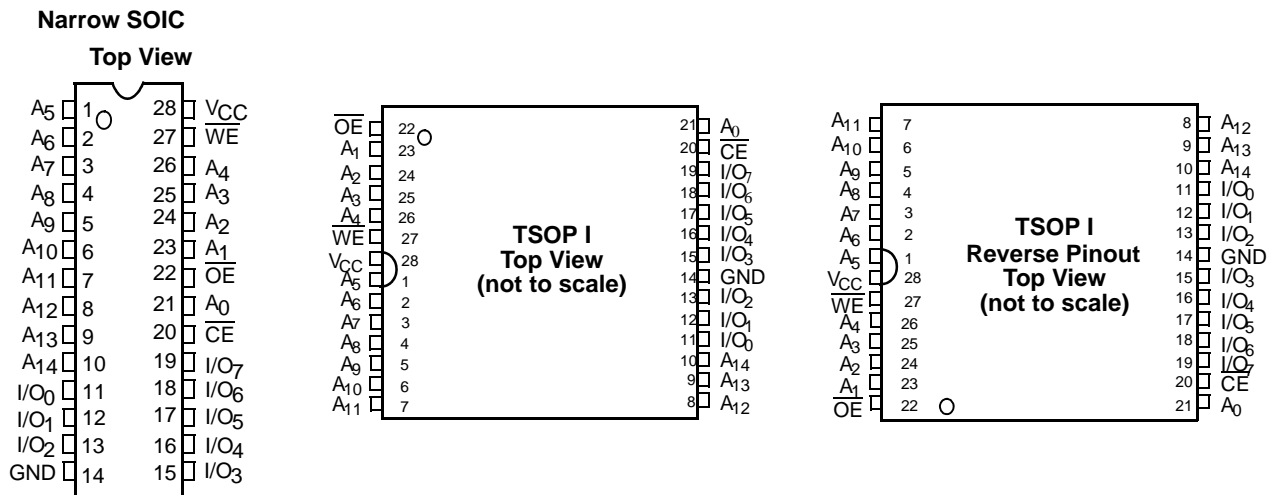 Narrow SOIC
Top View
A5 1 28 VCC
A6 2 27 WE
A7 3 26 A4
A8 4 25 A3
A9 5 24 A2
A10 6 23 A1
A11 7 22 OE
A12 8 21 A0
A13 9 20 CE
A14 10 19 I/O7
I/O0 11 18 I/O6
I/O1 12 17 I/O5
I/O2 13 16 I/O4
GND 14 15 I/O3
OE 22 21 A0
A1 23 20 CE
A2 24 19 I/O7
A3 25 18 I/O6
A4 26 17 I/O5
WE 27 16 I/O4
VCC 28 15 I/O3
A5 1 14 GND
A6 2 13 I/O2
A7 3 12 I/O1
A8 4 11 I/O0
A9 5 10 A14
A10 6 9 A13
A11 7 8 A12
TSOP I
Top View
(not to scale)
A11 7 8 A12
A10 6 9 A13
A9 5 10 A14
A8 4 11 I/O0
A7 3 12 I/O1
A6 2 13 I/O2
A5 1 14 GND
VCC 28 15 I/O3
WE 27 16 I/O4
A4 26 17 I/O5
A3 25 18 I/O6
A2 24 19 I/O7
A1 23 20 CE
OE 22 21 A0
TSOP I
Reverse Pinout
Top View
(not to scale)